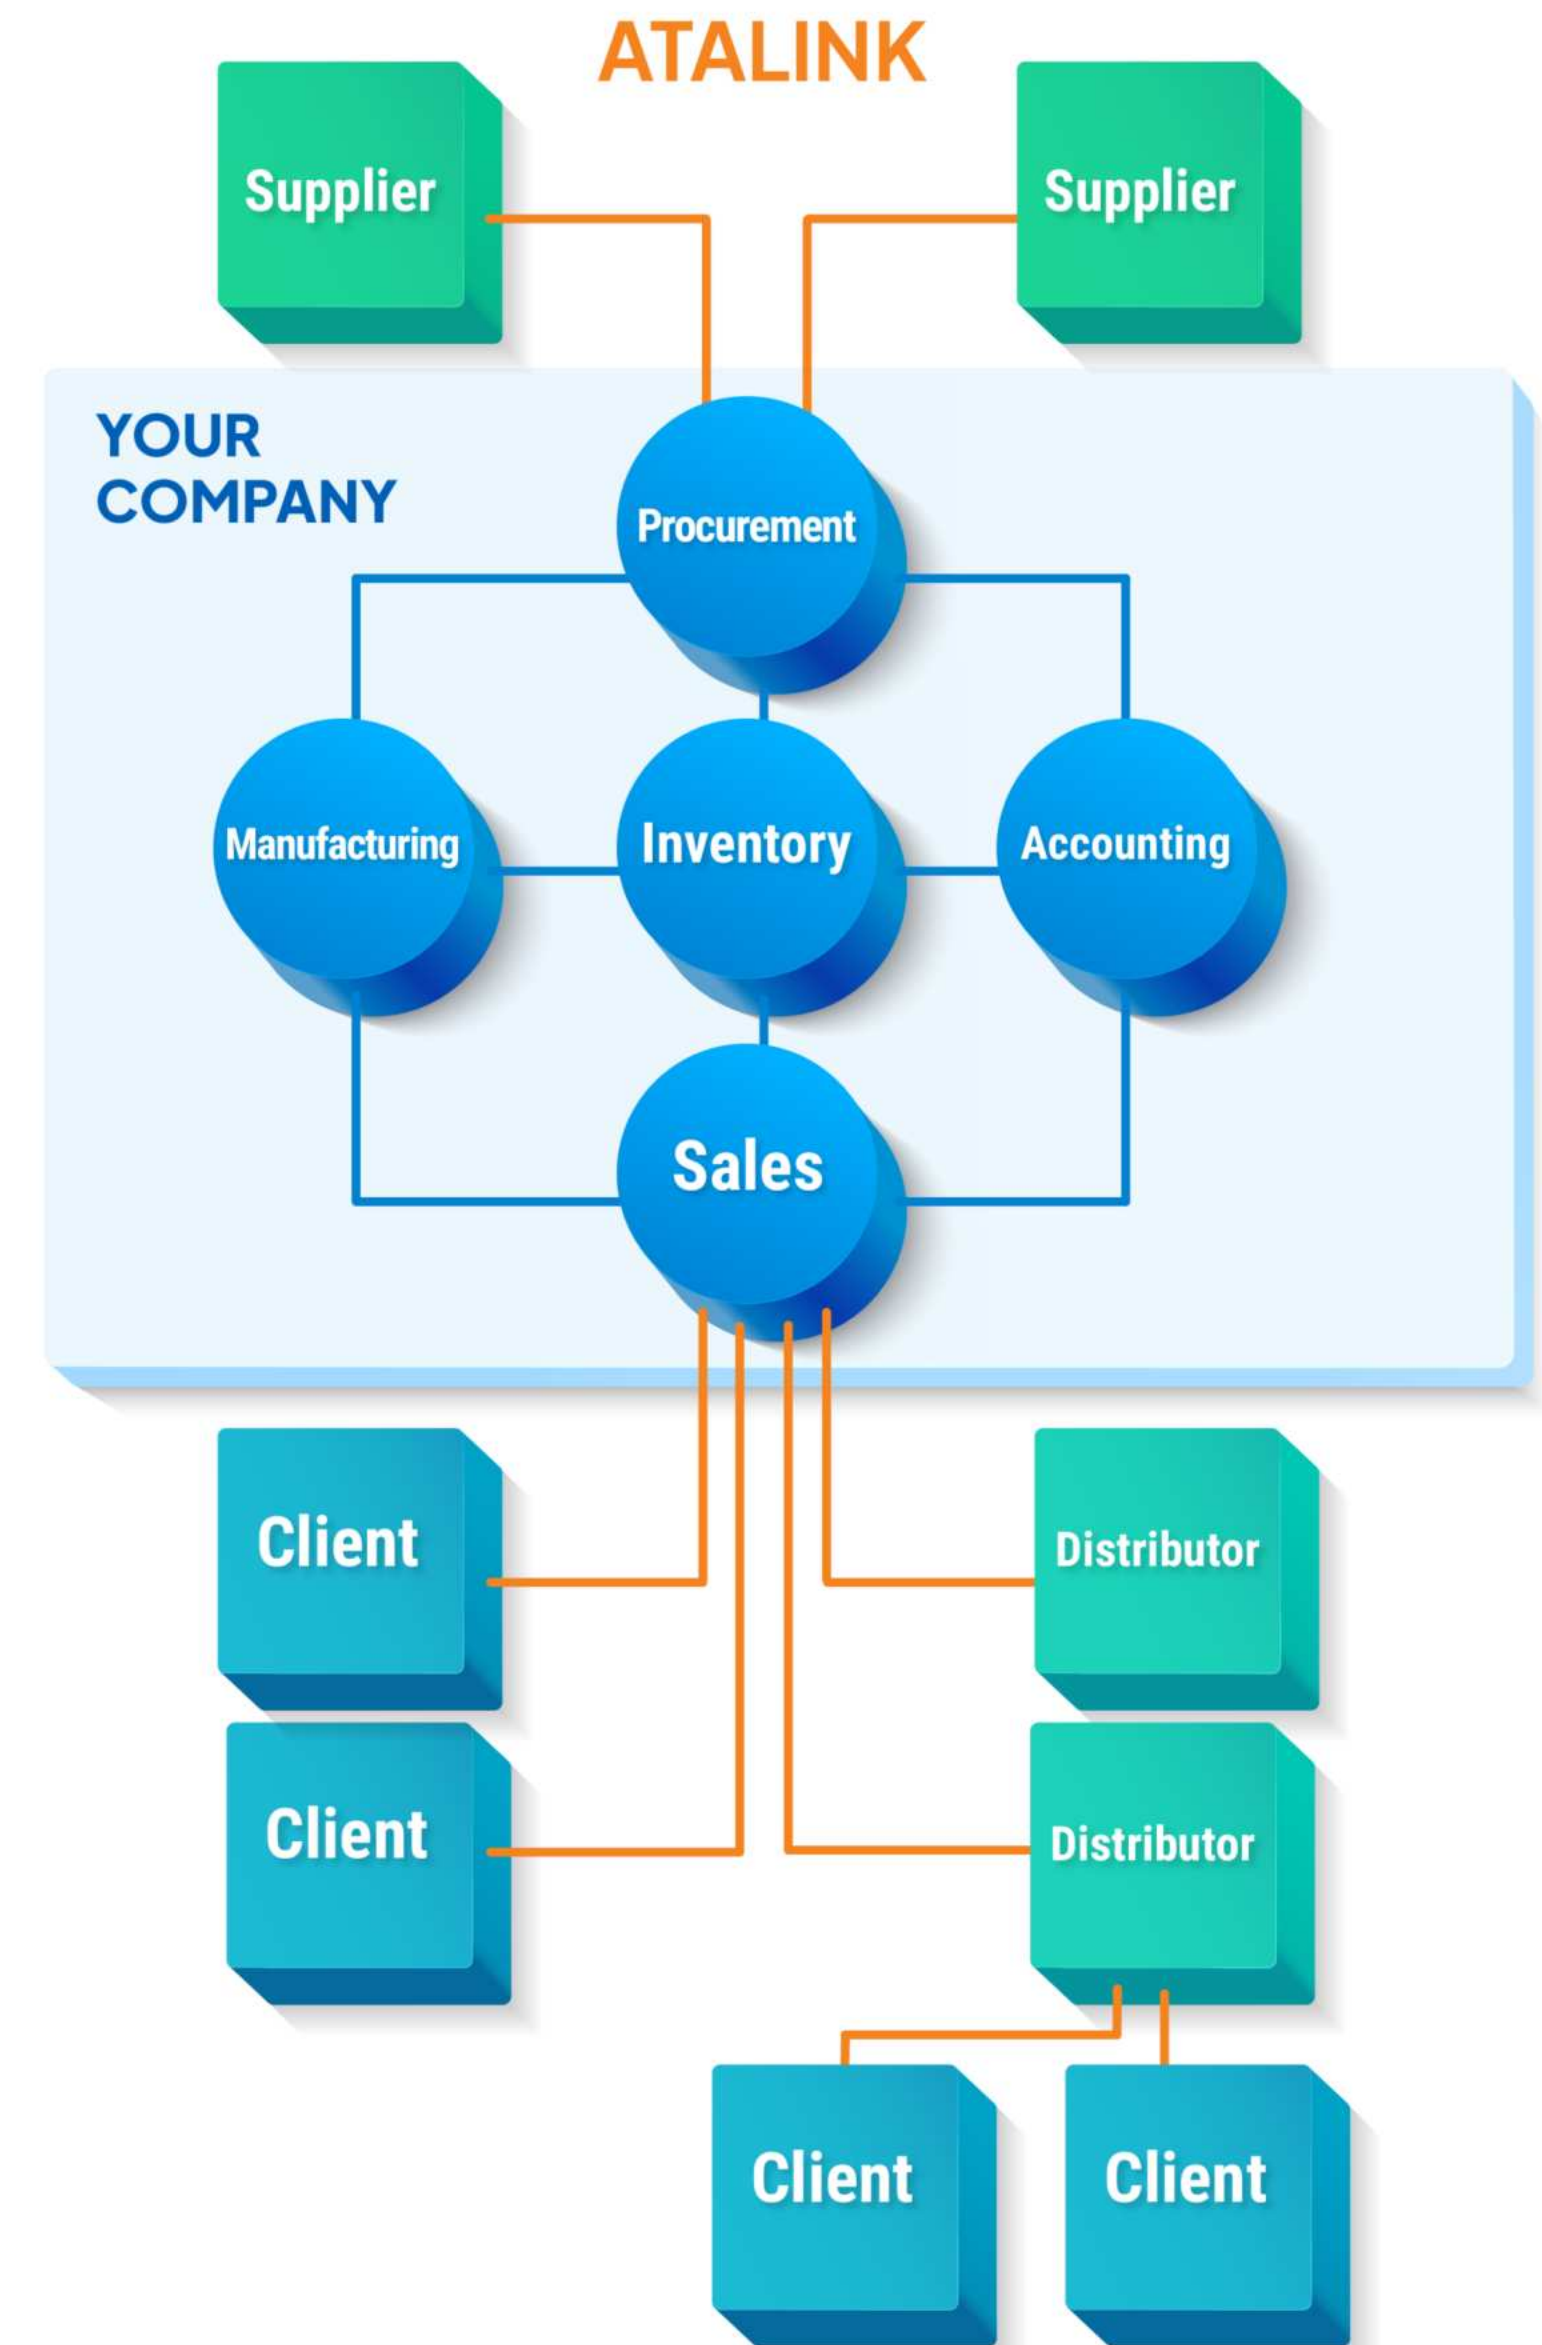 ATALINK
Supplier
Supplier
YOUR
COMPANY
Procurement
Manufacturing
Inventory
Accounting
Sales
Client
Distributor
Client
Distributor
Client
Client